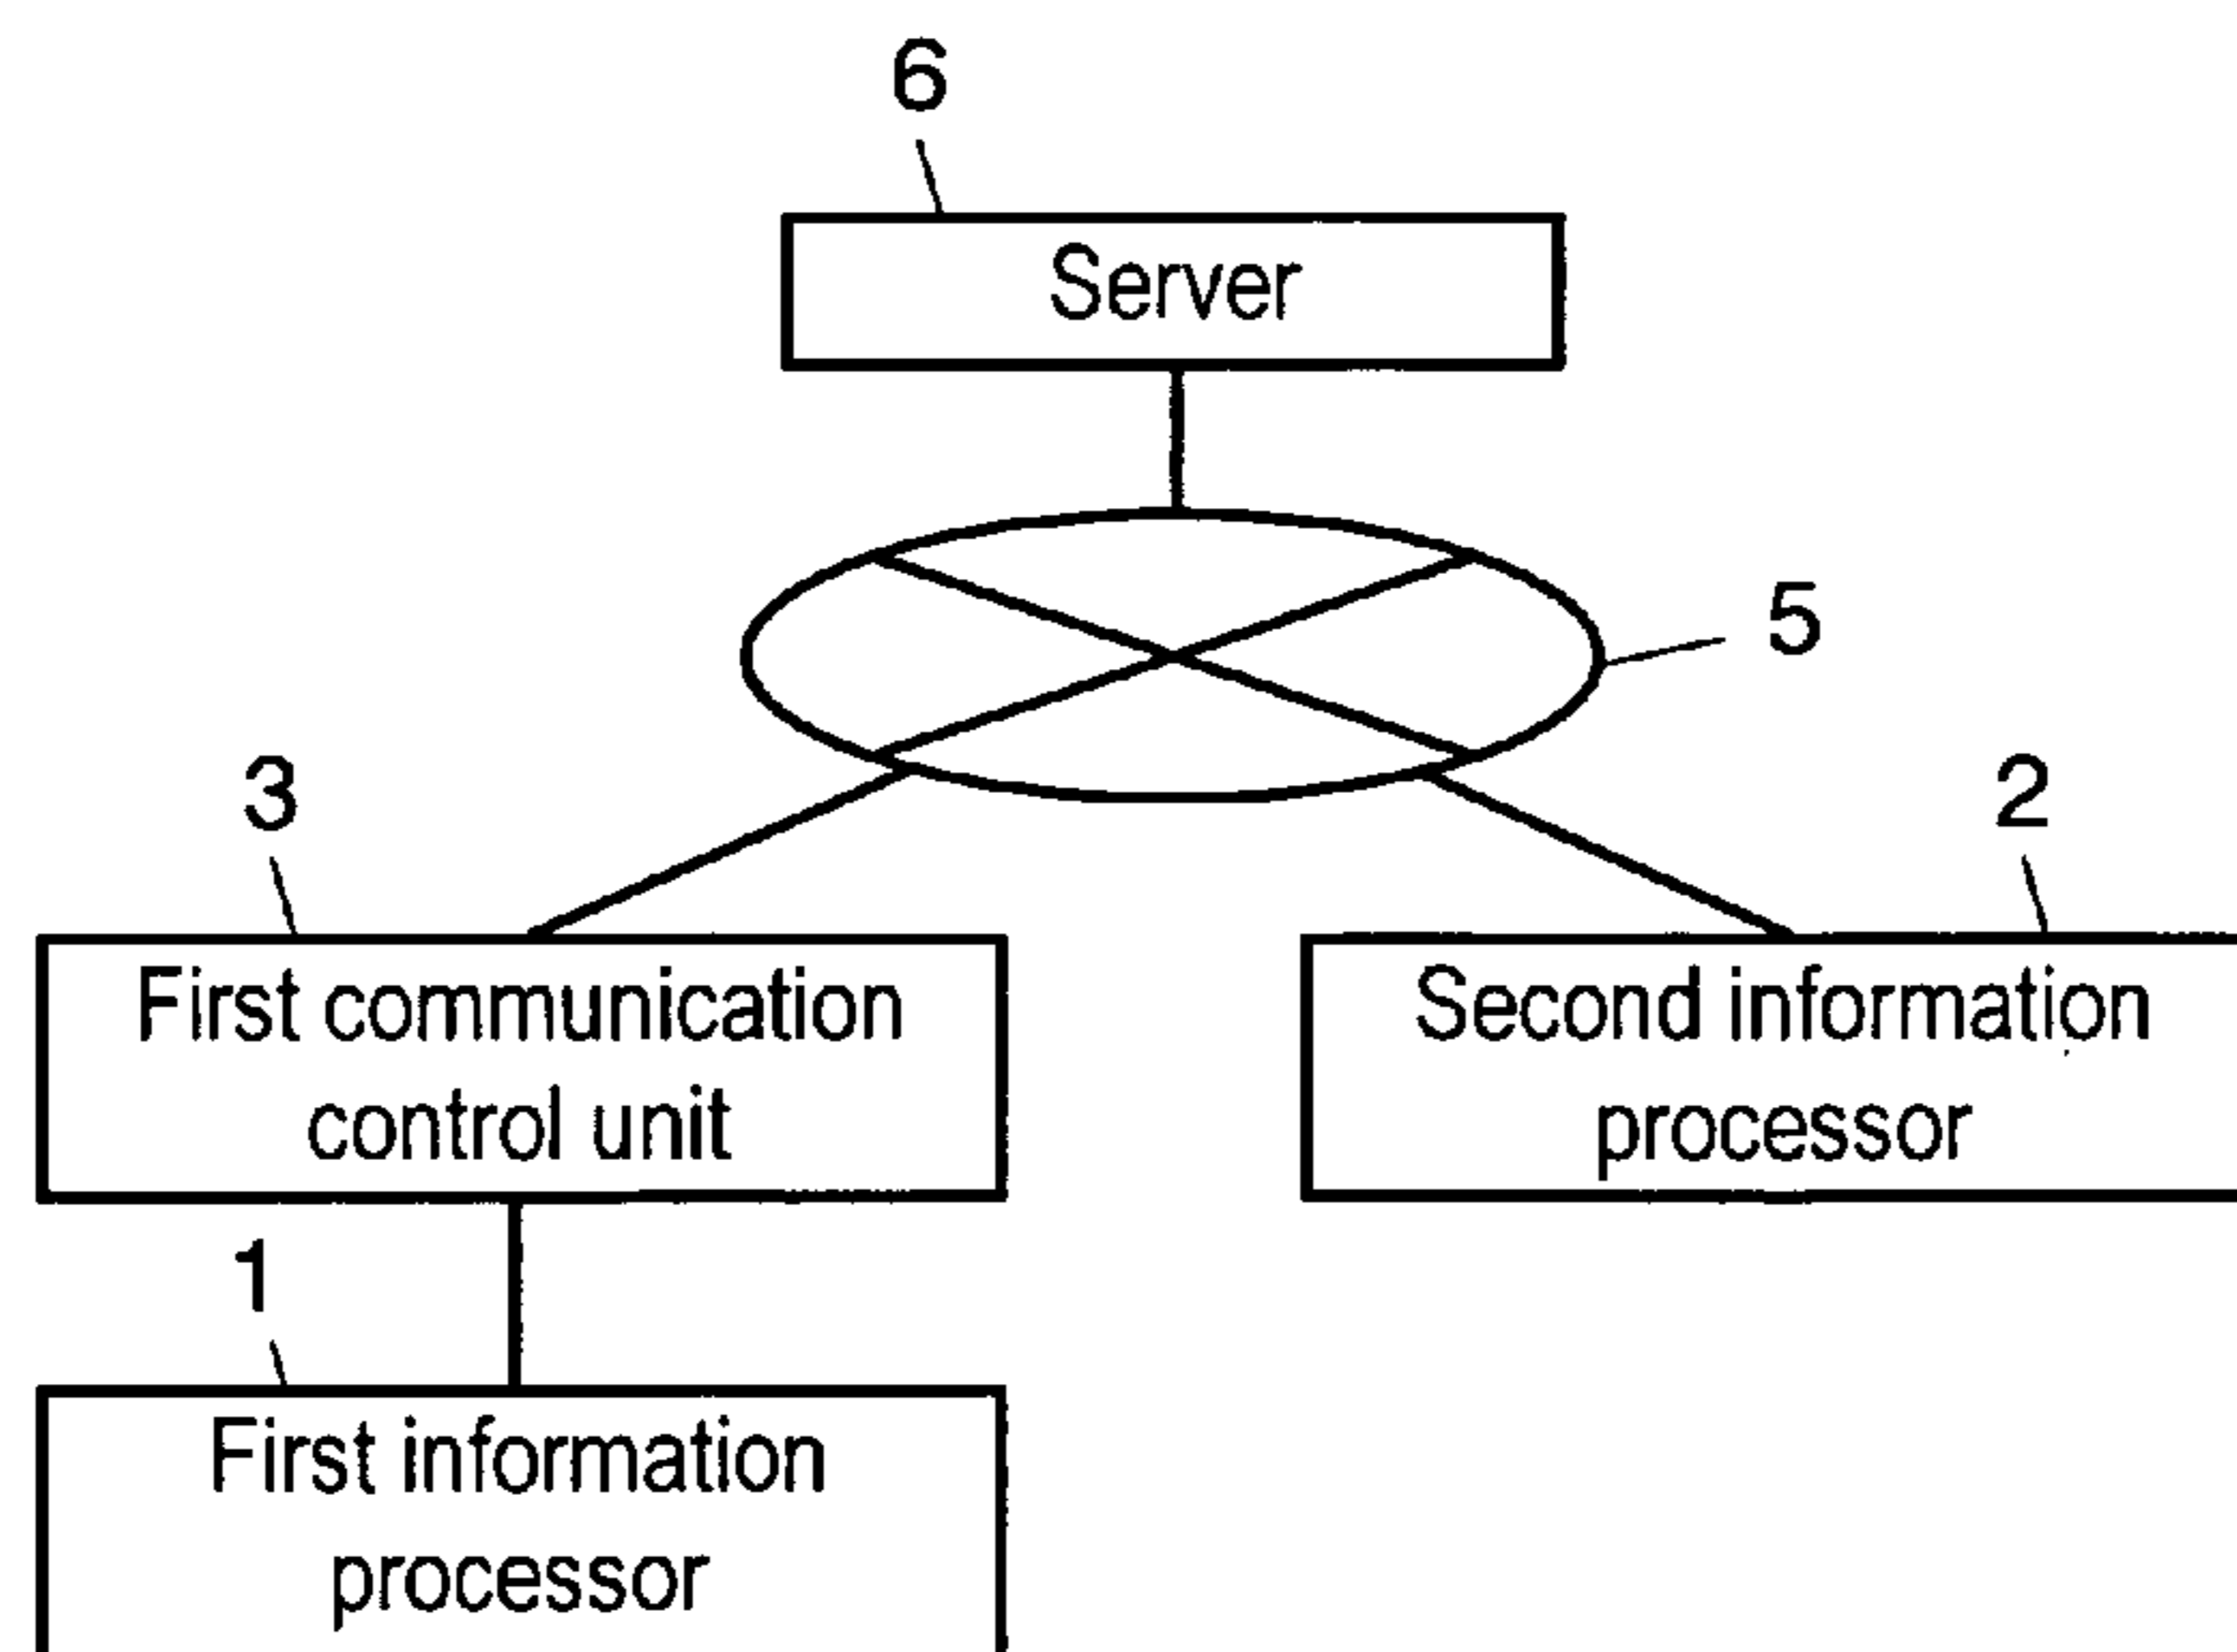 6
Server
5
3
2
First communication
control unit
Second information
processor
1
First information
processor